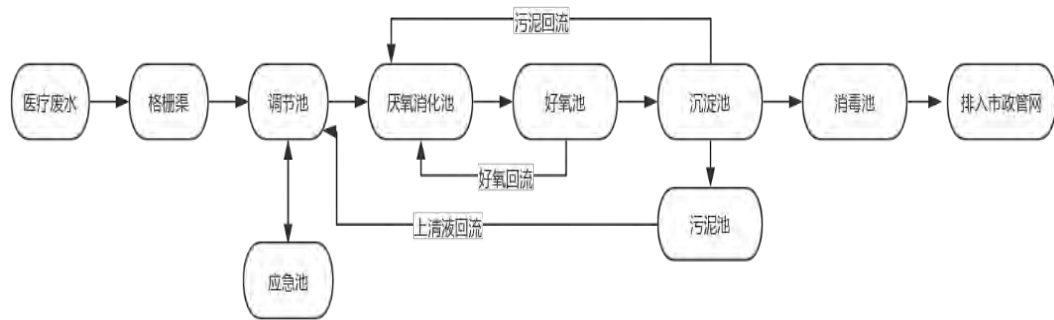 污泥回流
医疗废水
格栅渠
调节池
厌氧消化池
好氧池
沉淀池
消毒池
排入市政管网
好氧回流
上清液回流
污泥池
应急池